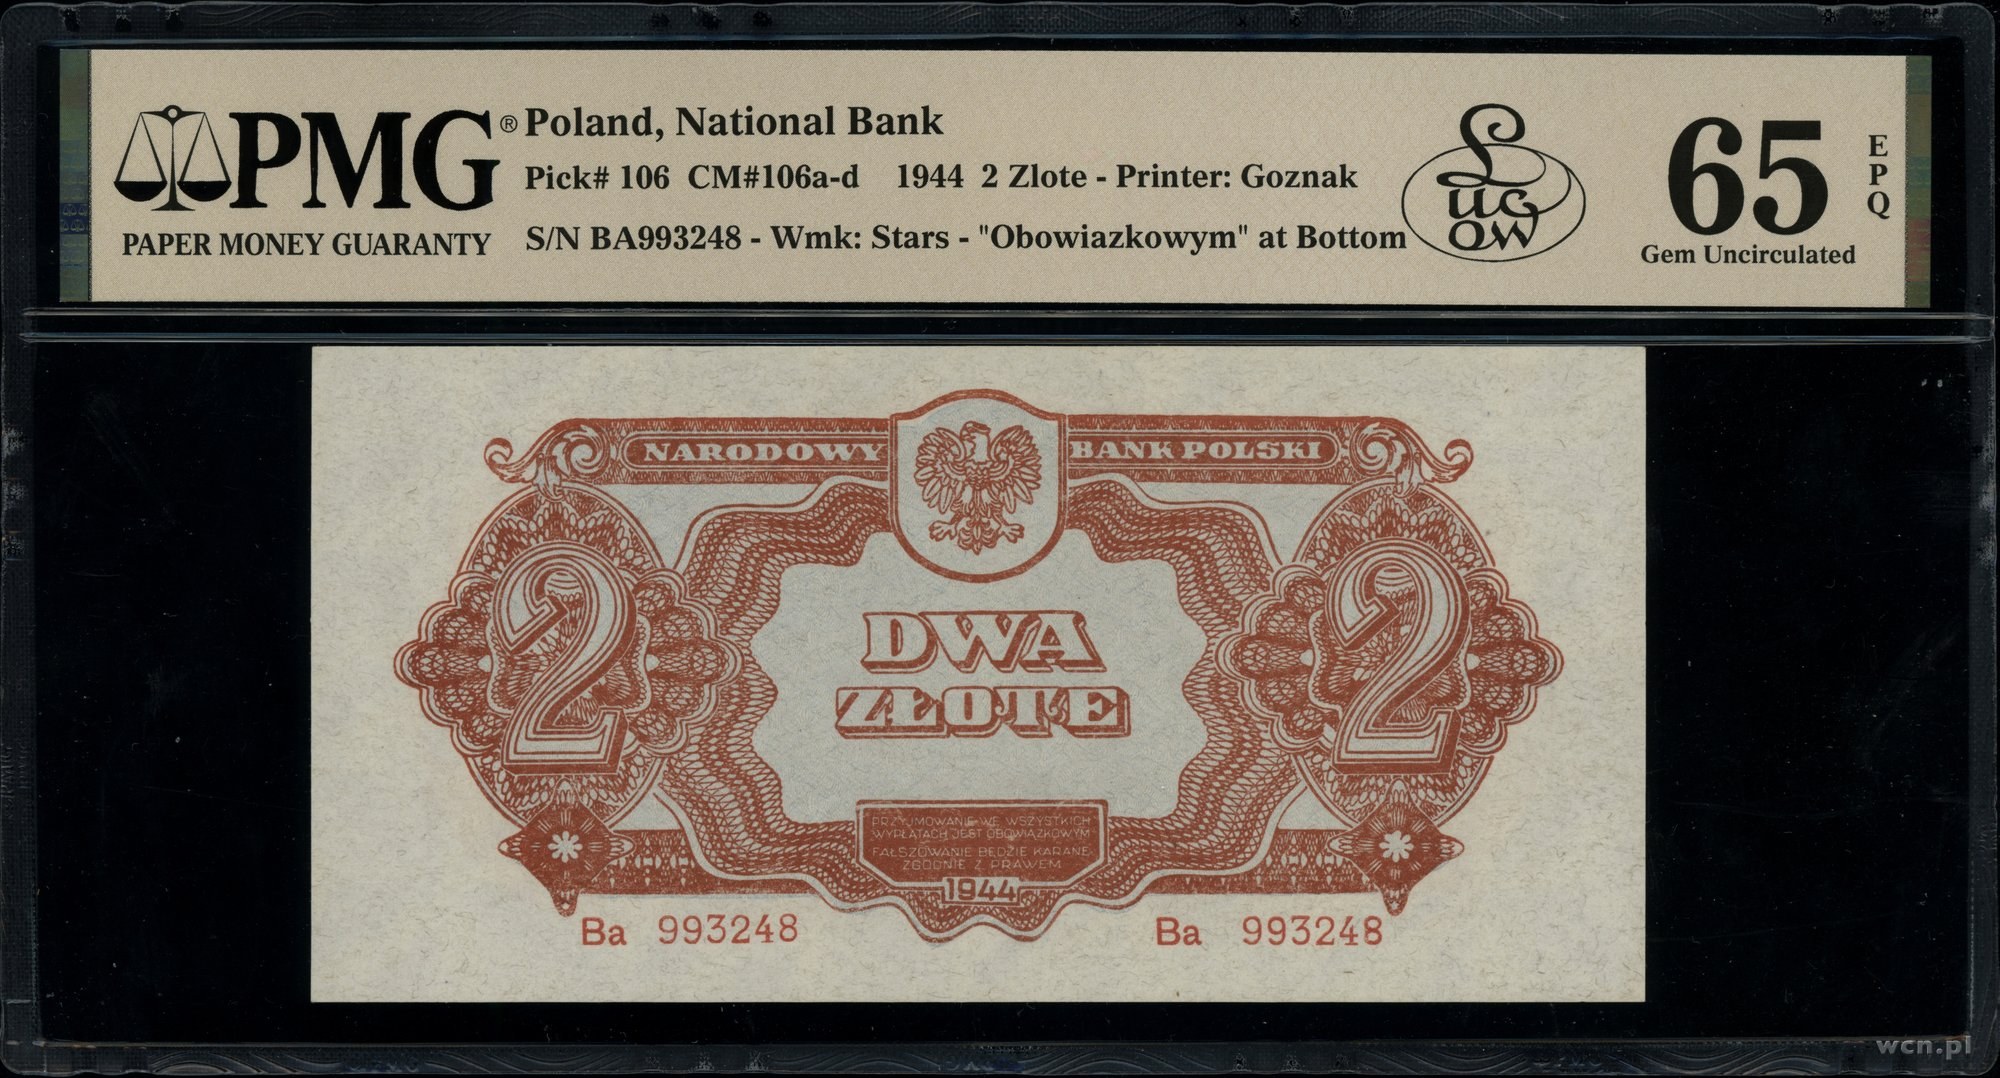 PMG®
PAPER MONEY GUARANTY
Poland, National Bank
Pick# 106 CM#106a-d 1944 2 Zlote - Printer: Goznak
S/N BA993248 - Wmk: Stars - "Obowiazkowym" at Bottom
Lucow
65
EPQ
Gem Uncirculated
NARODOWY BANK POLSKI
2 2
DWA
ZŁOTE
PRZYJMOWANIE WE WSZYSTKICH
WYPŁATACH JEST OBOWIĄZKOWYM
FAŁSZOWANIE BĘDZIE KARANE
ZGODNIE Z PRAWEM
1944
Ba 993248 Ba 993248
wcn.pl